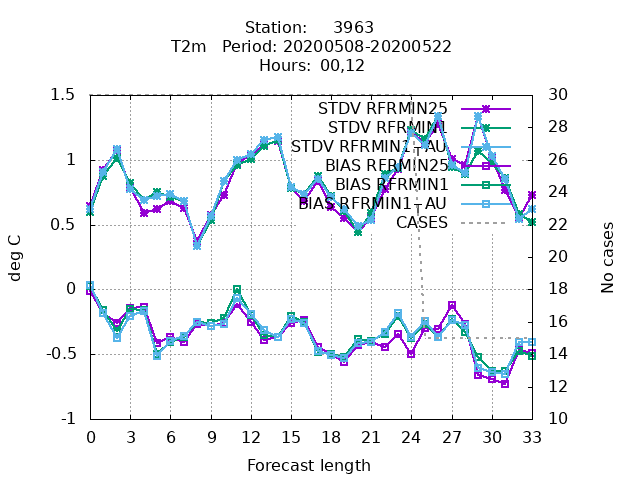 Station: 3963
T2m Period: 20200508-20200522
Hours: 00,12
STDV RFRMIN25
STDV RFRMIN1
STDV RFRMIN1-AU
BIAS RFRMIN25
BIAS RFRMIN1
BIAS RFRMIN1-AU
CASES
deg C
1.5
1
0.5
0
-0.5
-1
No cases
30
28
26
24
22
20
18
16
14
12
10
0 3 6 9 12 15 18 21 24 27 30 33
Forecast length